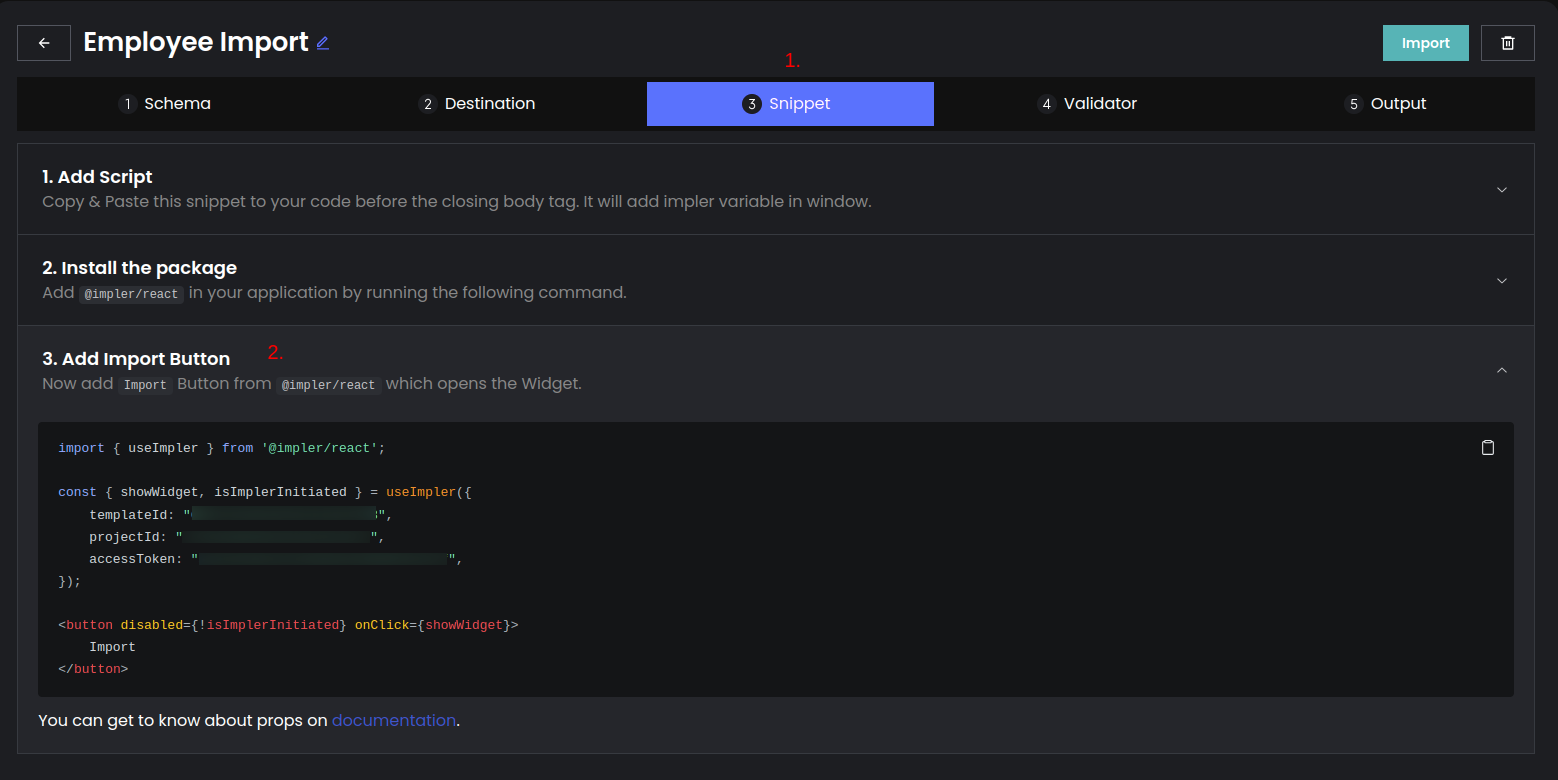 Employee Import
Import
1.
1 Schema
2 Destination
3 Snippet
4 Validator
5 Output
1. Add Script
Copy & Paste this snippet to your code before the closing body tag. It will add impler variable in window.
2. Install the package
Add @impler/react in your application by running the following command.
3. Add Import Button
2.
Now add Import Button from @impler/react which opens the Widget.
import { useImpler } from '@impler/react';
const { showWidget, isImplerInitiated } = useImpler({
templateId: "",
projectId: "",
accessToken: "",
});
<button disabled={!isImplerInitiated} onClick={showWidget}>
Import
</button>
You can get to know about props on documentation.